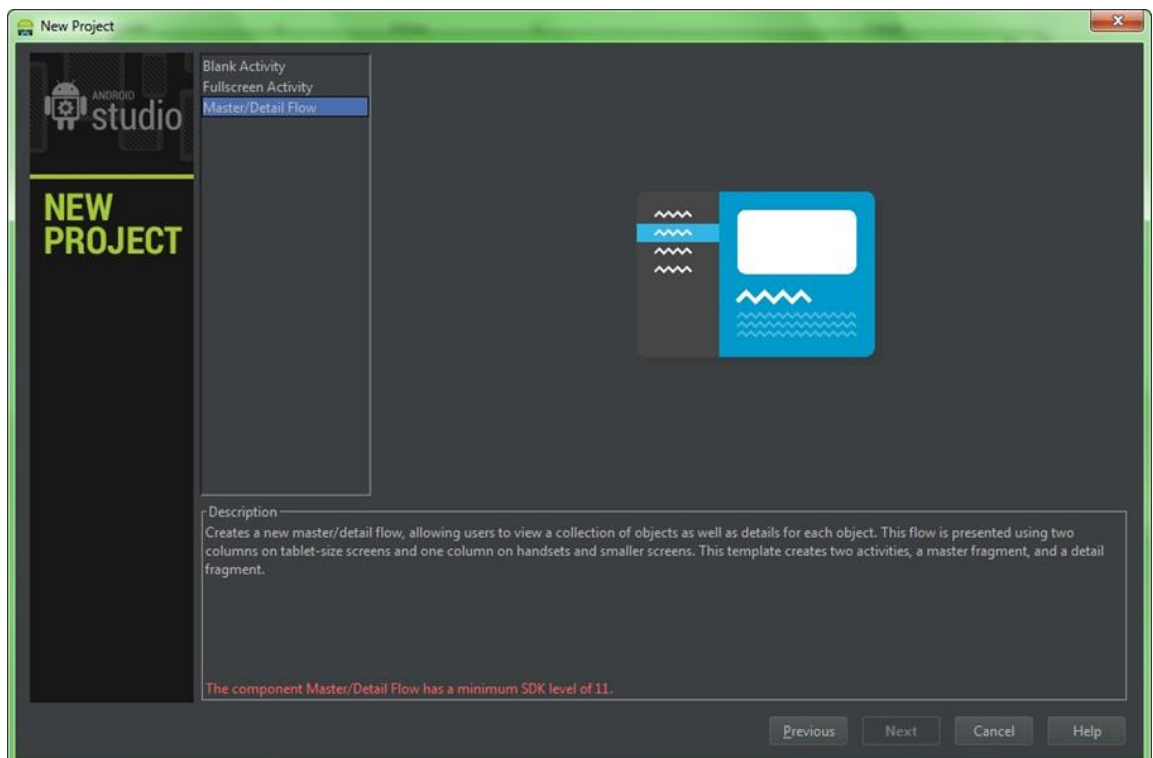 New Project
ANDROID
studio
NEW
PROJECT
Blank Activity
Fullscreen Activity
Master/Detail Flow
Description
Creates a new master/detail flow, allowing users to view a collection of objects as well as details for each object. This flow is presented using two
columns on tablet-size screens and one column on handsets and smaller screens. This template creates two activities, a master fragment, and a detail
fragment.
The component Master/Detail Flow has a minimum SDK level of 11.
Previous
Next
Cancel
Help